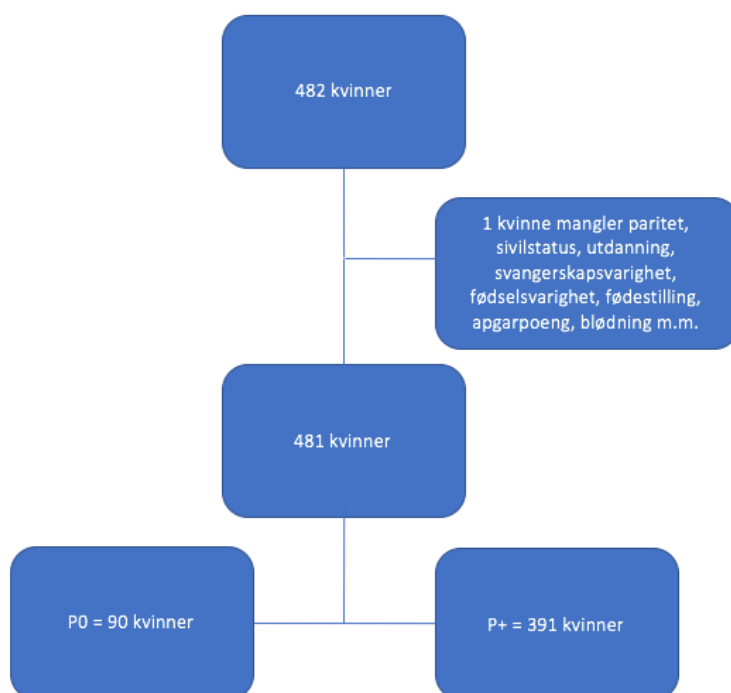 482 kvinner
1 kvinne mangler paritet,
sivilstatus, utdanning,
svangerskapsvarighet,
fødselsvarighet, fødestilling,
apgarpoeng, blødning m.m.
481 kvinner
P0 = 90 kvinner
P+ = 391 kvinner